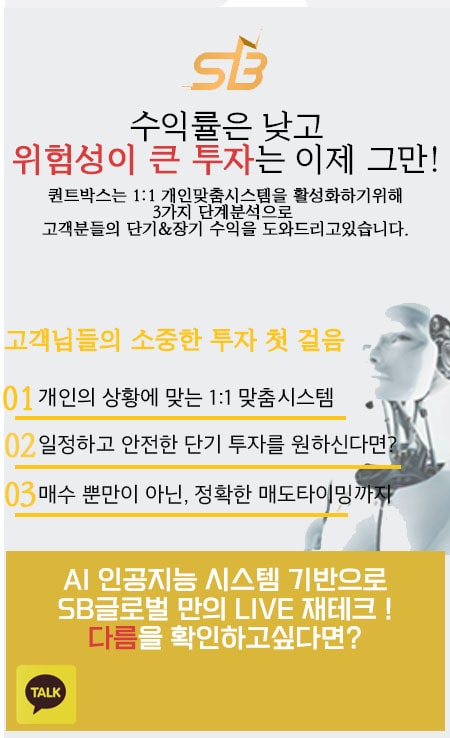 SB
수익률은 낮고
위험성이 큰 투자는 이제 그만!
퀀트박스는 1:1 개인맞춤시스템을 활성화하기위해
3가지 단계분석으로
고객분들의 단기&장기 수익을 도와드리고있습니다.
고객님들의 소중한 투자 첫 걸음
01 개인의 상황에 맞는 1:1 맞춤시스템
02 일정하고 안전한 단기 투자를 원하신다면?
03 매수 뿐만이 아닌, 정확한 매도타이밍까지
AI 인공지능 시스템 기반으로
SB글로벌 만의 LIVE 재테크 !
다름을 확인하고싶다면?
TALK